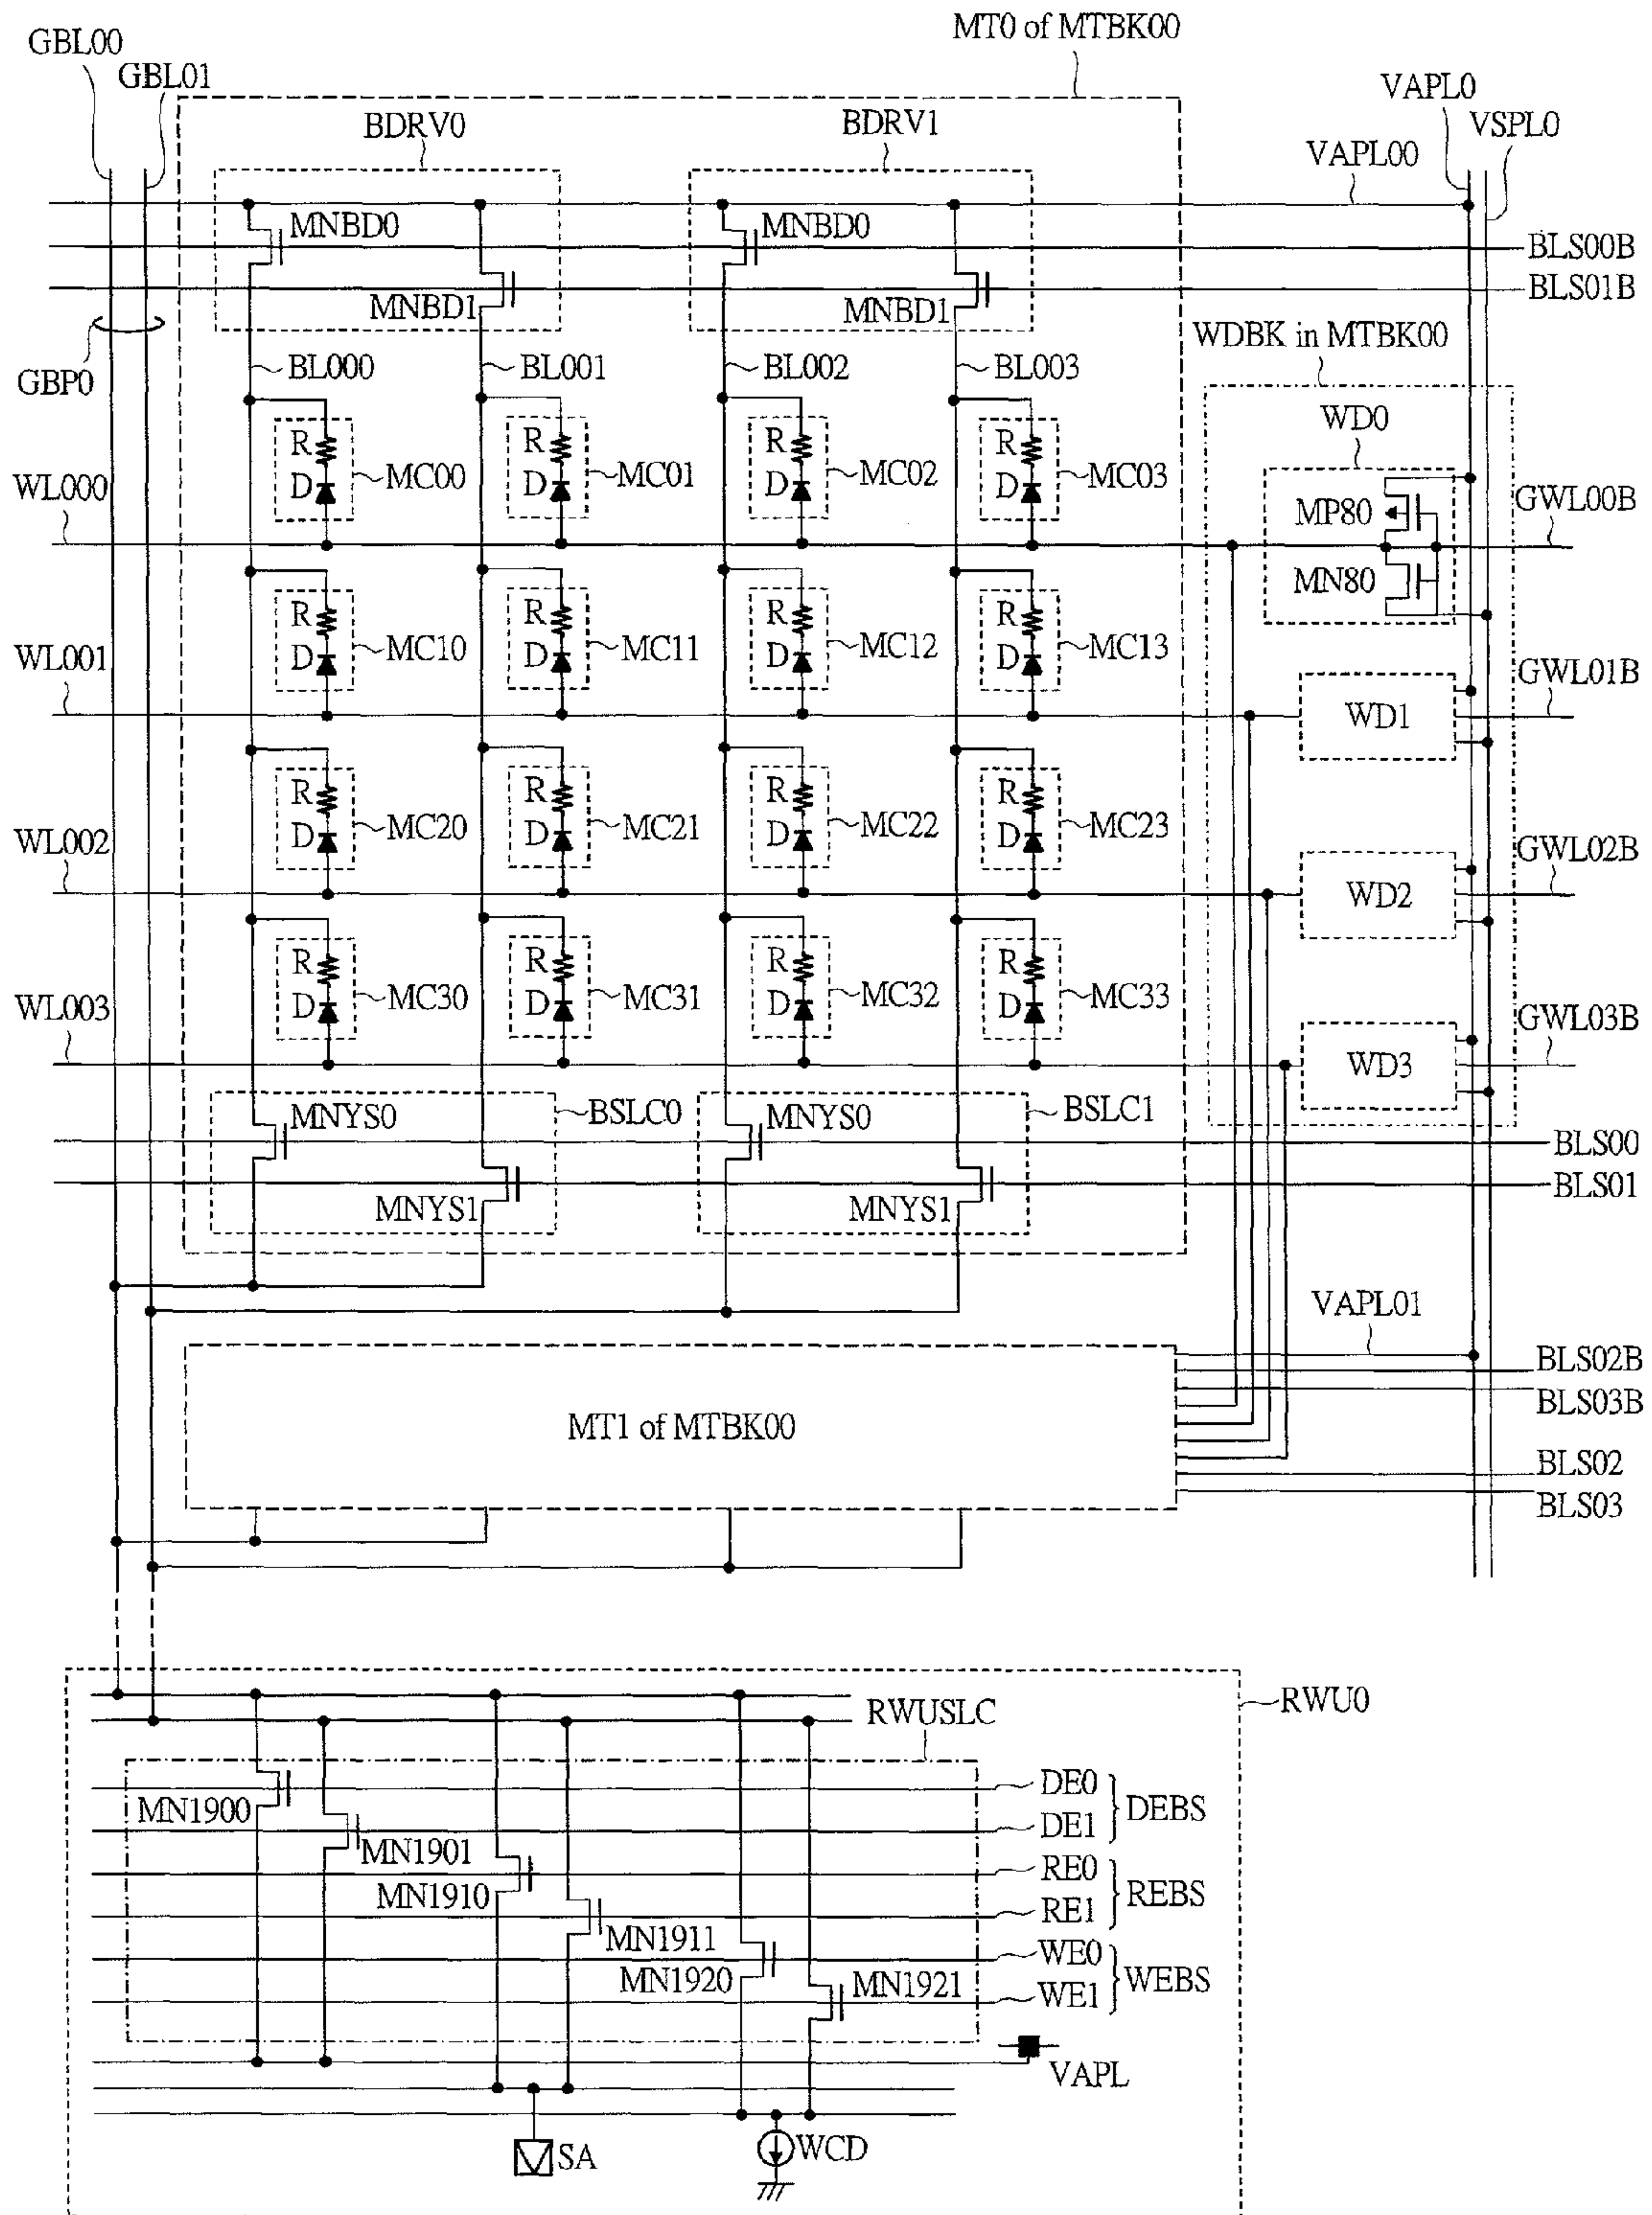 MT0 of MTBK00
GBL00
GBL01
VAPL0
BDRV0
BDRV1
VSPL0
VAPL00
MNBD0
MNBD0
BLS00B
MNBD1
MNBD1
BLS01B
WDBK in MTBK00
GBP0
BL000
BL001
BL002
BL003
WD0
R
D
MC00
R
D
MC01
R
D
MC02
R
D
MC03
WL000
MP80
GWL00B
MN80
R
D
MC10
R
D
MC11
R
D
MC12
R
D
MC13
WL001
WD1
GWL01B
R
D
MC20
R
D
MC21
R
D
MC22
R
D
MC23
WL002
WD2
GWL02B
R
D
MC30
R
D
MC31
R
D
MC32
R
D
MC33
WL003
WD3
GWL03B
MNYS0
BSLC0
MNYS0
BSLC1
BLS00
MNYS1
MNYS1
BLS01
VAPL01
BLS02B
BLS03B
MT1 of MTBK00
BLS02
BLS03
RWU0
RWUSLC
DE0
MN1900
DEBS
DE1
MN1901
RE0
MN1910
REBS
RE1
MN1911
WE0
MN1920
MN1921
WEBS
WE1
VAPL
SA
WCD